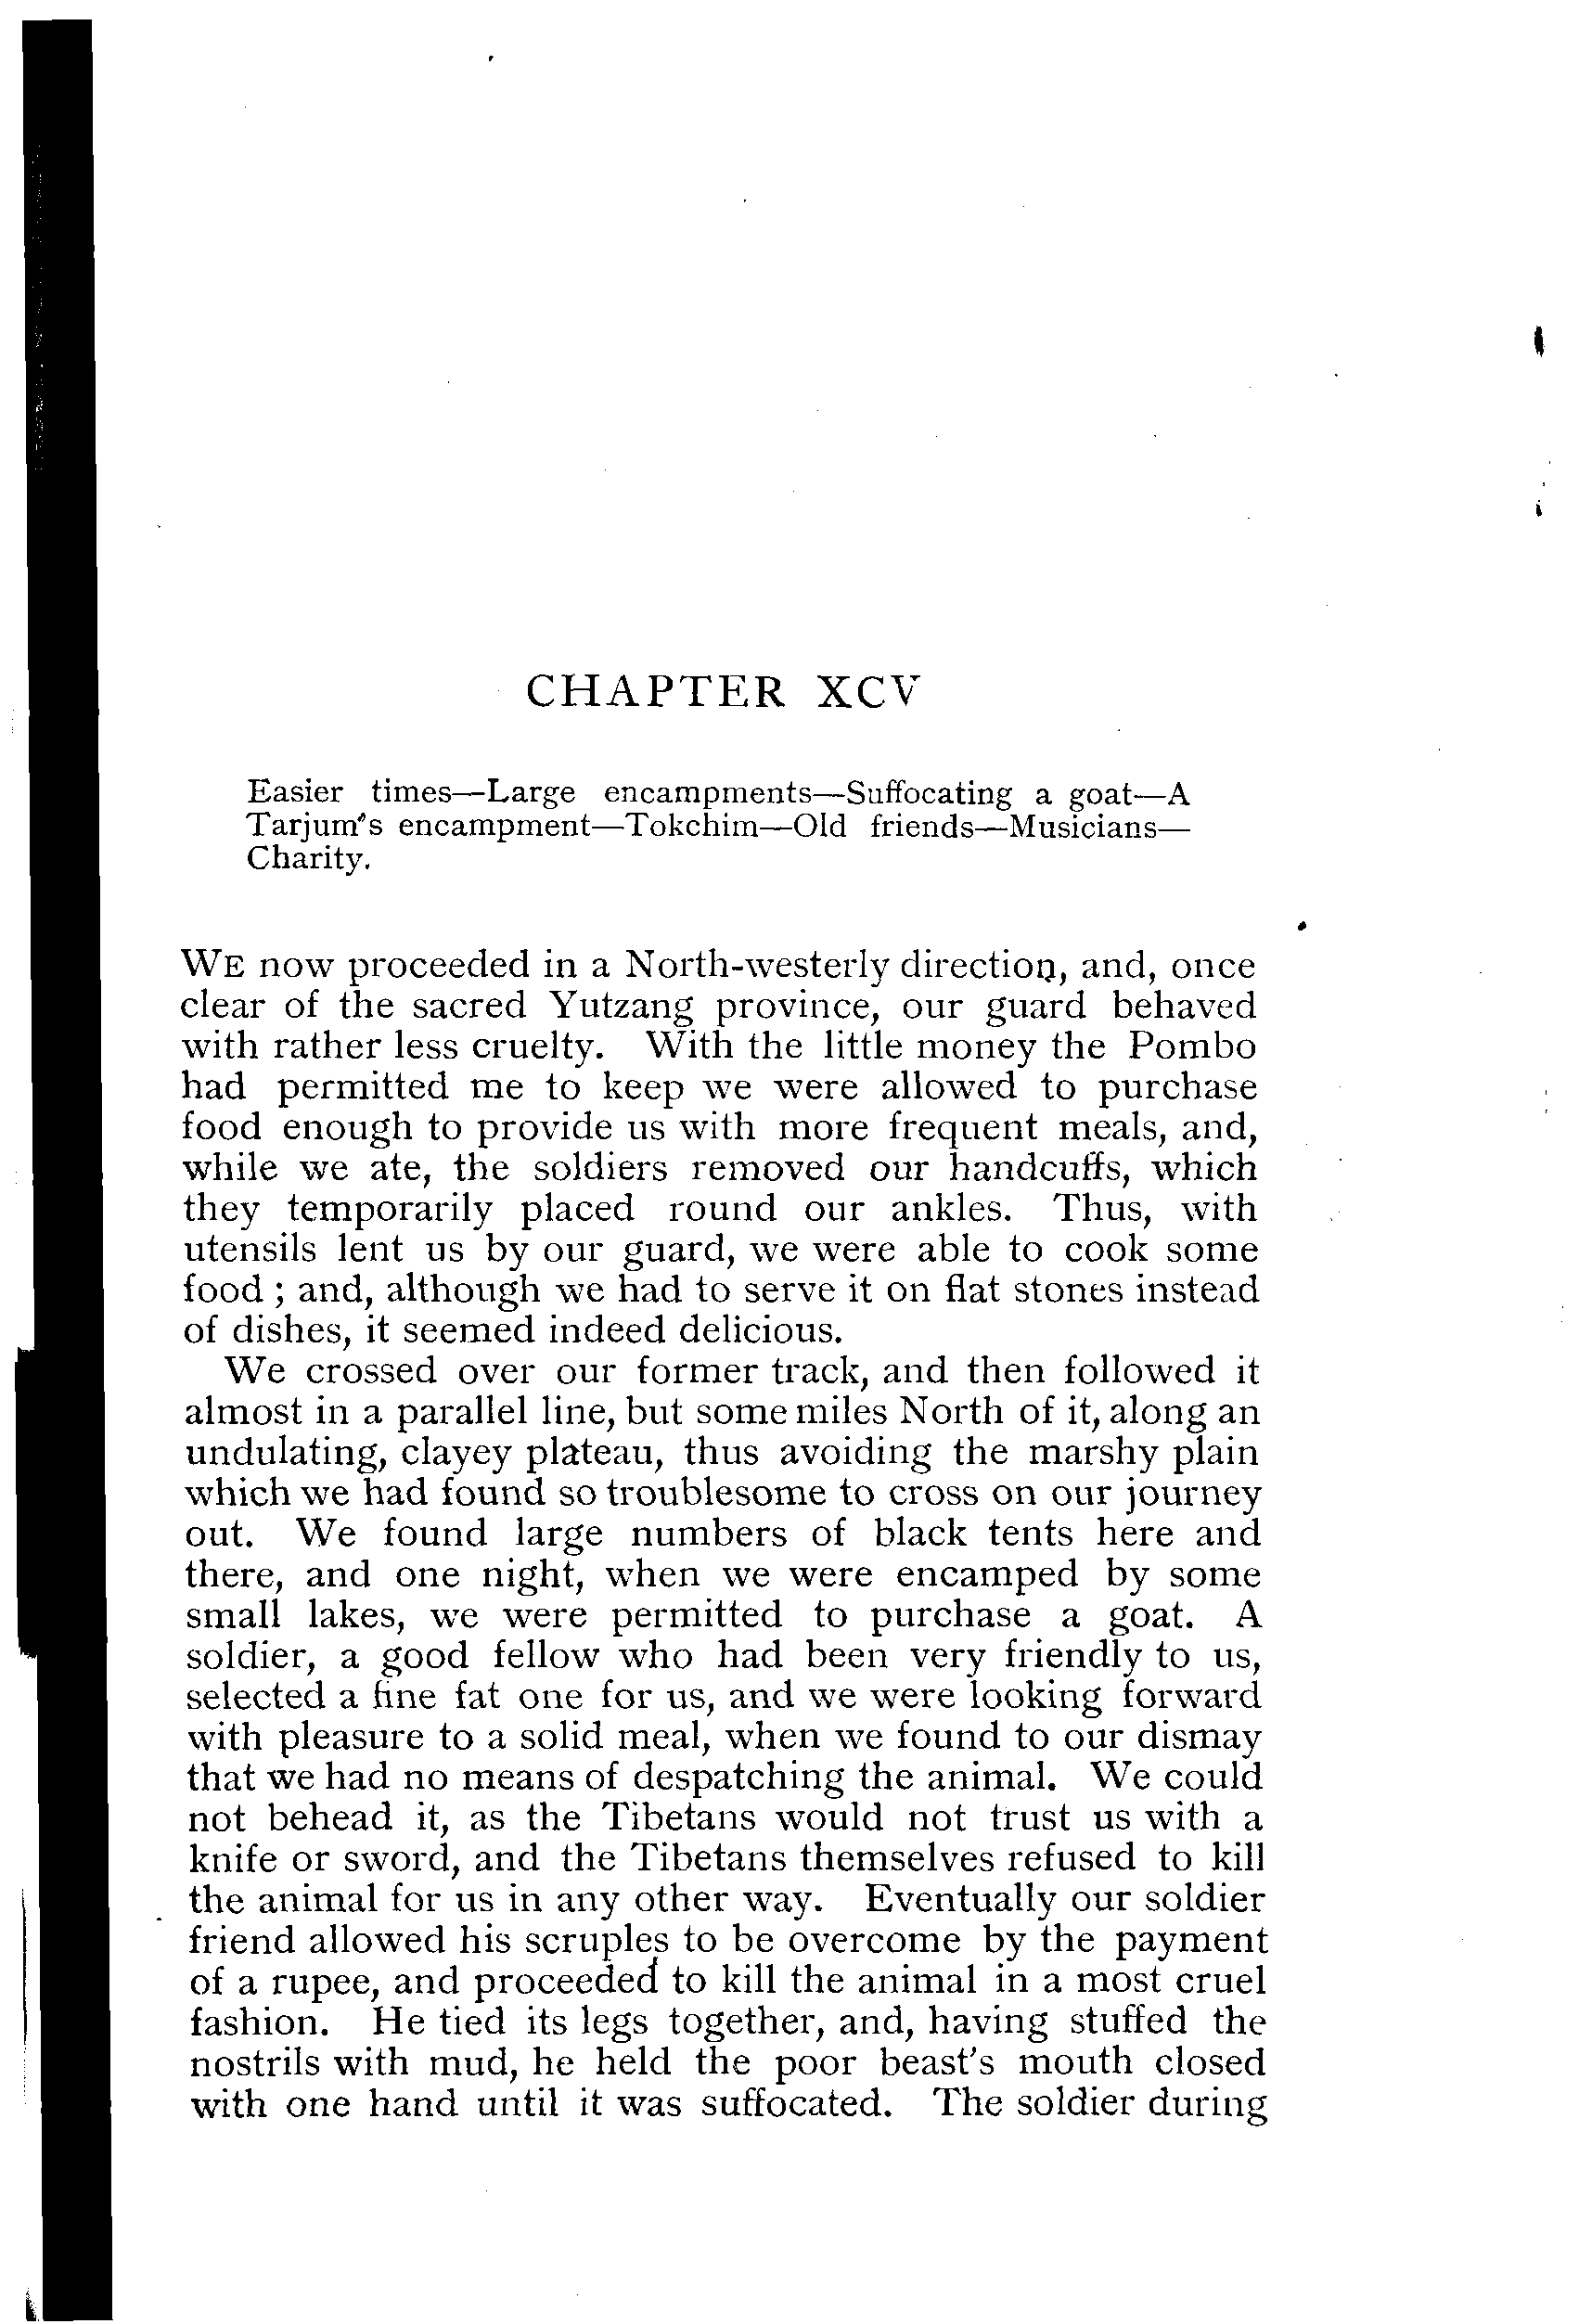 CHAPTER XCV
Easier times—Large encampments—Suffocating a goat—A
Tarjum's encampment—Tokchim—Old friends—Musicians—
Charity.
WE now proceeded in a North-westerly direction, and, once
clear of the sacred Yutzang province, our guard behaved
with rather less cruelty. With the little money the Pombo
had permitted me to keep we were allowed to purchase
food enough to provide us with more frequent meals, and,
while we ate, the soldiers removed our handcuffs, which
they temporarily placed round our ankles. Thus, with
utensils lent us by our guard, we were able to cook some
food ; and, although we had to serve it on flat stones instead
of dishes, it seemed indeed delicious.
We crossed over our former track, and then followed it
almost in a parallel line, but some miles North of it, along an
undulating, clayey plateau, thus avoiding the marshy plain
which we had found so troublesome to cross on our journey
out. We found large numbers of black tents here and
there, and one night, when we were encamped by some
small lakes, we were permitted to purchase a goat. A
soldier, a good fellow who had been very friendly to us,
selected a fine fat one for us, and we were looking forward
with pleasure to a solid meal, when we found to our dismay
that we had no means of despatching the animal. We could
not behead it, as the Tibetans would not trust us with a
knife or sword, and the Tibetans themselves refused to kill
the animal for us in any other way. Eventually our soldier
friend allowed his scruples to be overcome by the payment
of a rupee, and proceeded to kill the animal in a most cruel
fashion. He tied its legs together, and, having stuffed the
nostrils with mud, he held the poor beast's mouth closed
with one hand until it was suffocated. The soldier during